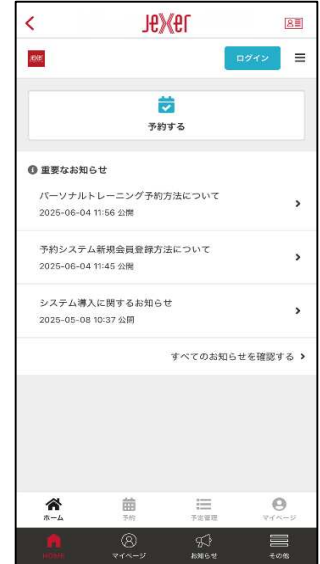 JEXER
JEXER
ログイン
予約する
重要なお知らせ
パーソナルトレーニング予約方法について
2025-06-04 11:56 公開
予約システム新規会員登録方法について
2025-06-04 11:45 公開
システム導入に関するお知らせ
2025-05-08 10:37 公開
すべてのお知らせを確認する
ホーム
予約
予定管理
マイページ
HOME
マイページ
お知らせ
その他